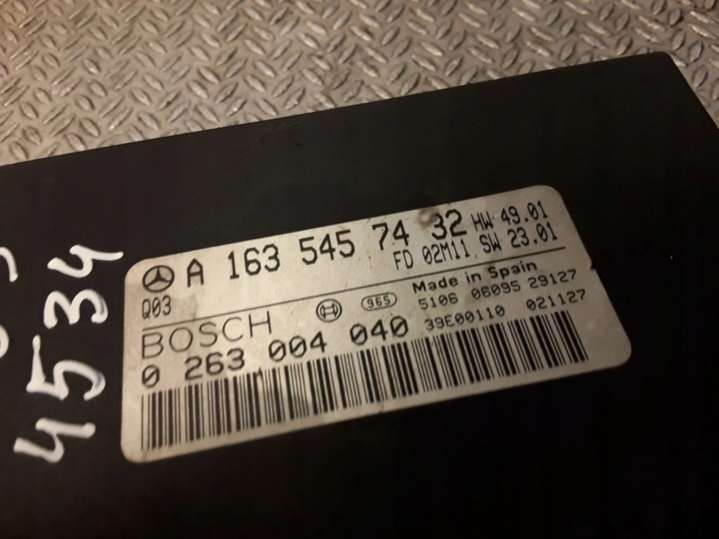 A 163 545 74 32 HW 49.01
FD 02M11 SW 23.01
Q03
BOSCH 965 Made in Spain
5106 06095 29127
0 263 004 040 39E00110 021127
4534